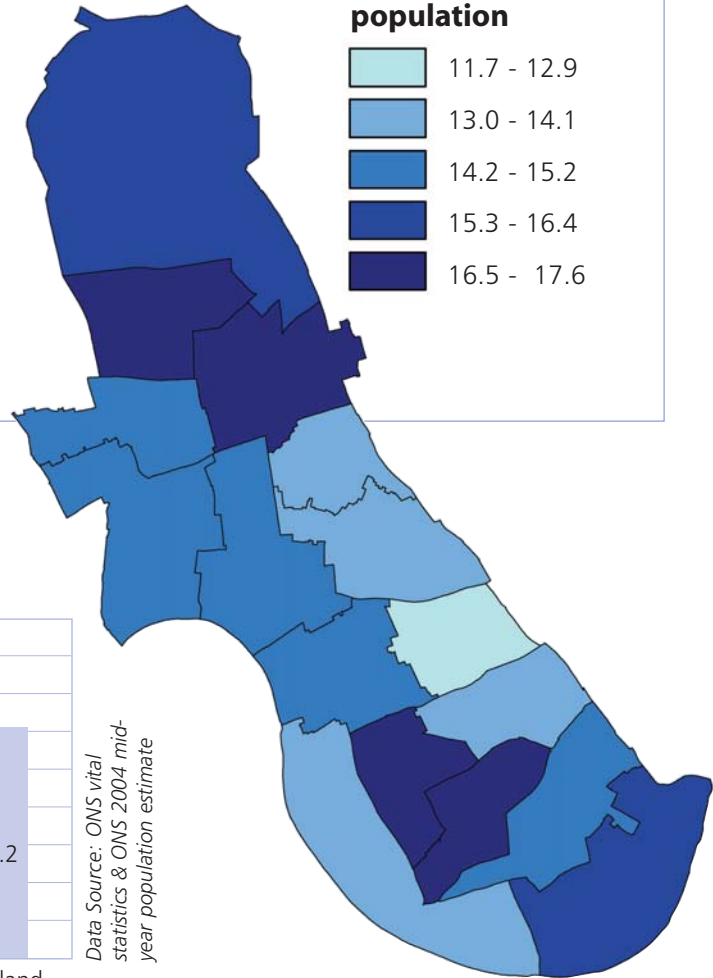 population
11.7 - 12.9
13.0 - 14.1
14.2 - 15.2
15.3 - 16.4
16.5 - 17.6
Data Source: ONS vital
statistics & ONS 2004 mid-
year population estimate
.2